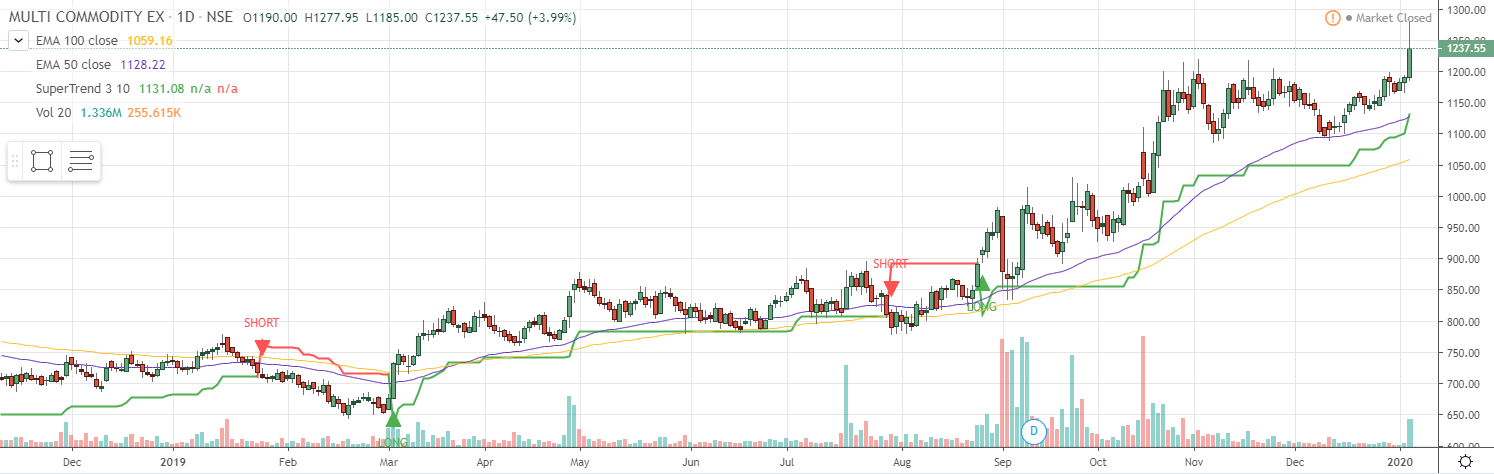 MULTI COMMODITY EX · 1D · NSE O1190.00 H1277.95 L1185.00 C1237.55 +47.50 (+3.99%)
Market Closed
EMA 100 close 1059.16
EMA 50 close 1128.22
SuperTrend 3 10 1131.08 n/a n/a
Vol 20 1.336M 255.615K
1300.00
1237.55
1200.00
1150.00
1100.00
1050.00
1000.00
950.00
900.00
850.00
800.00
750.00
700.00
650.00
SHORT
LONG
SHORT
LONG
D
Dec 2019 Feb Mar Apr May Jun Jul Aug Sep Oct Nov Dec 2020